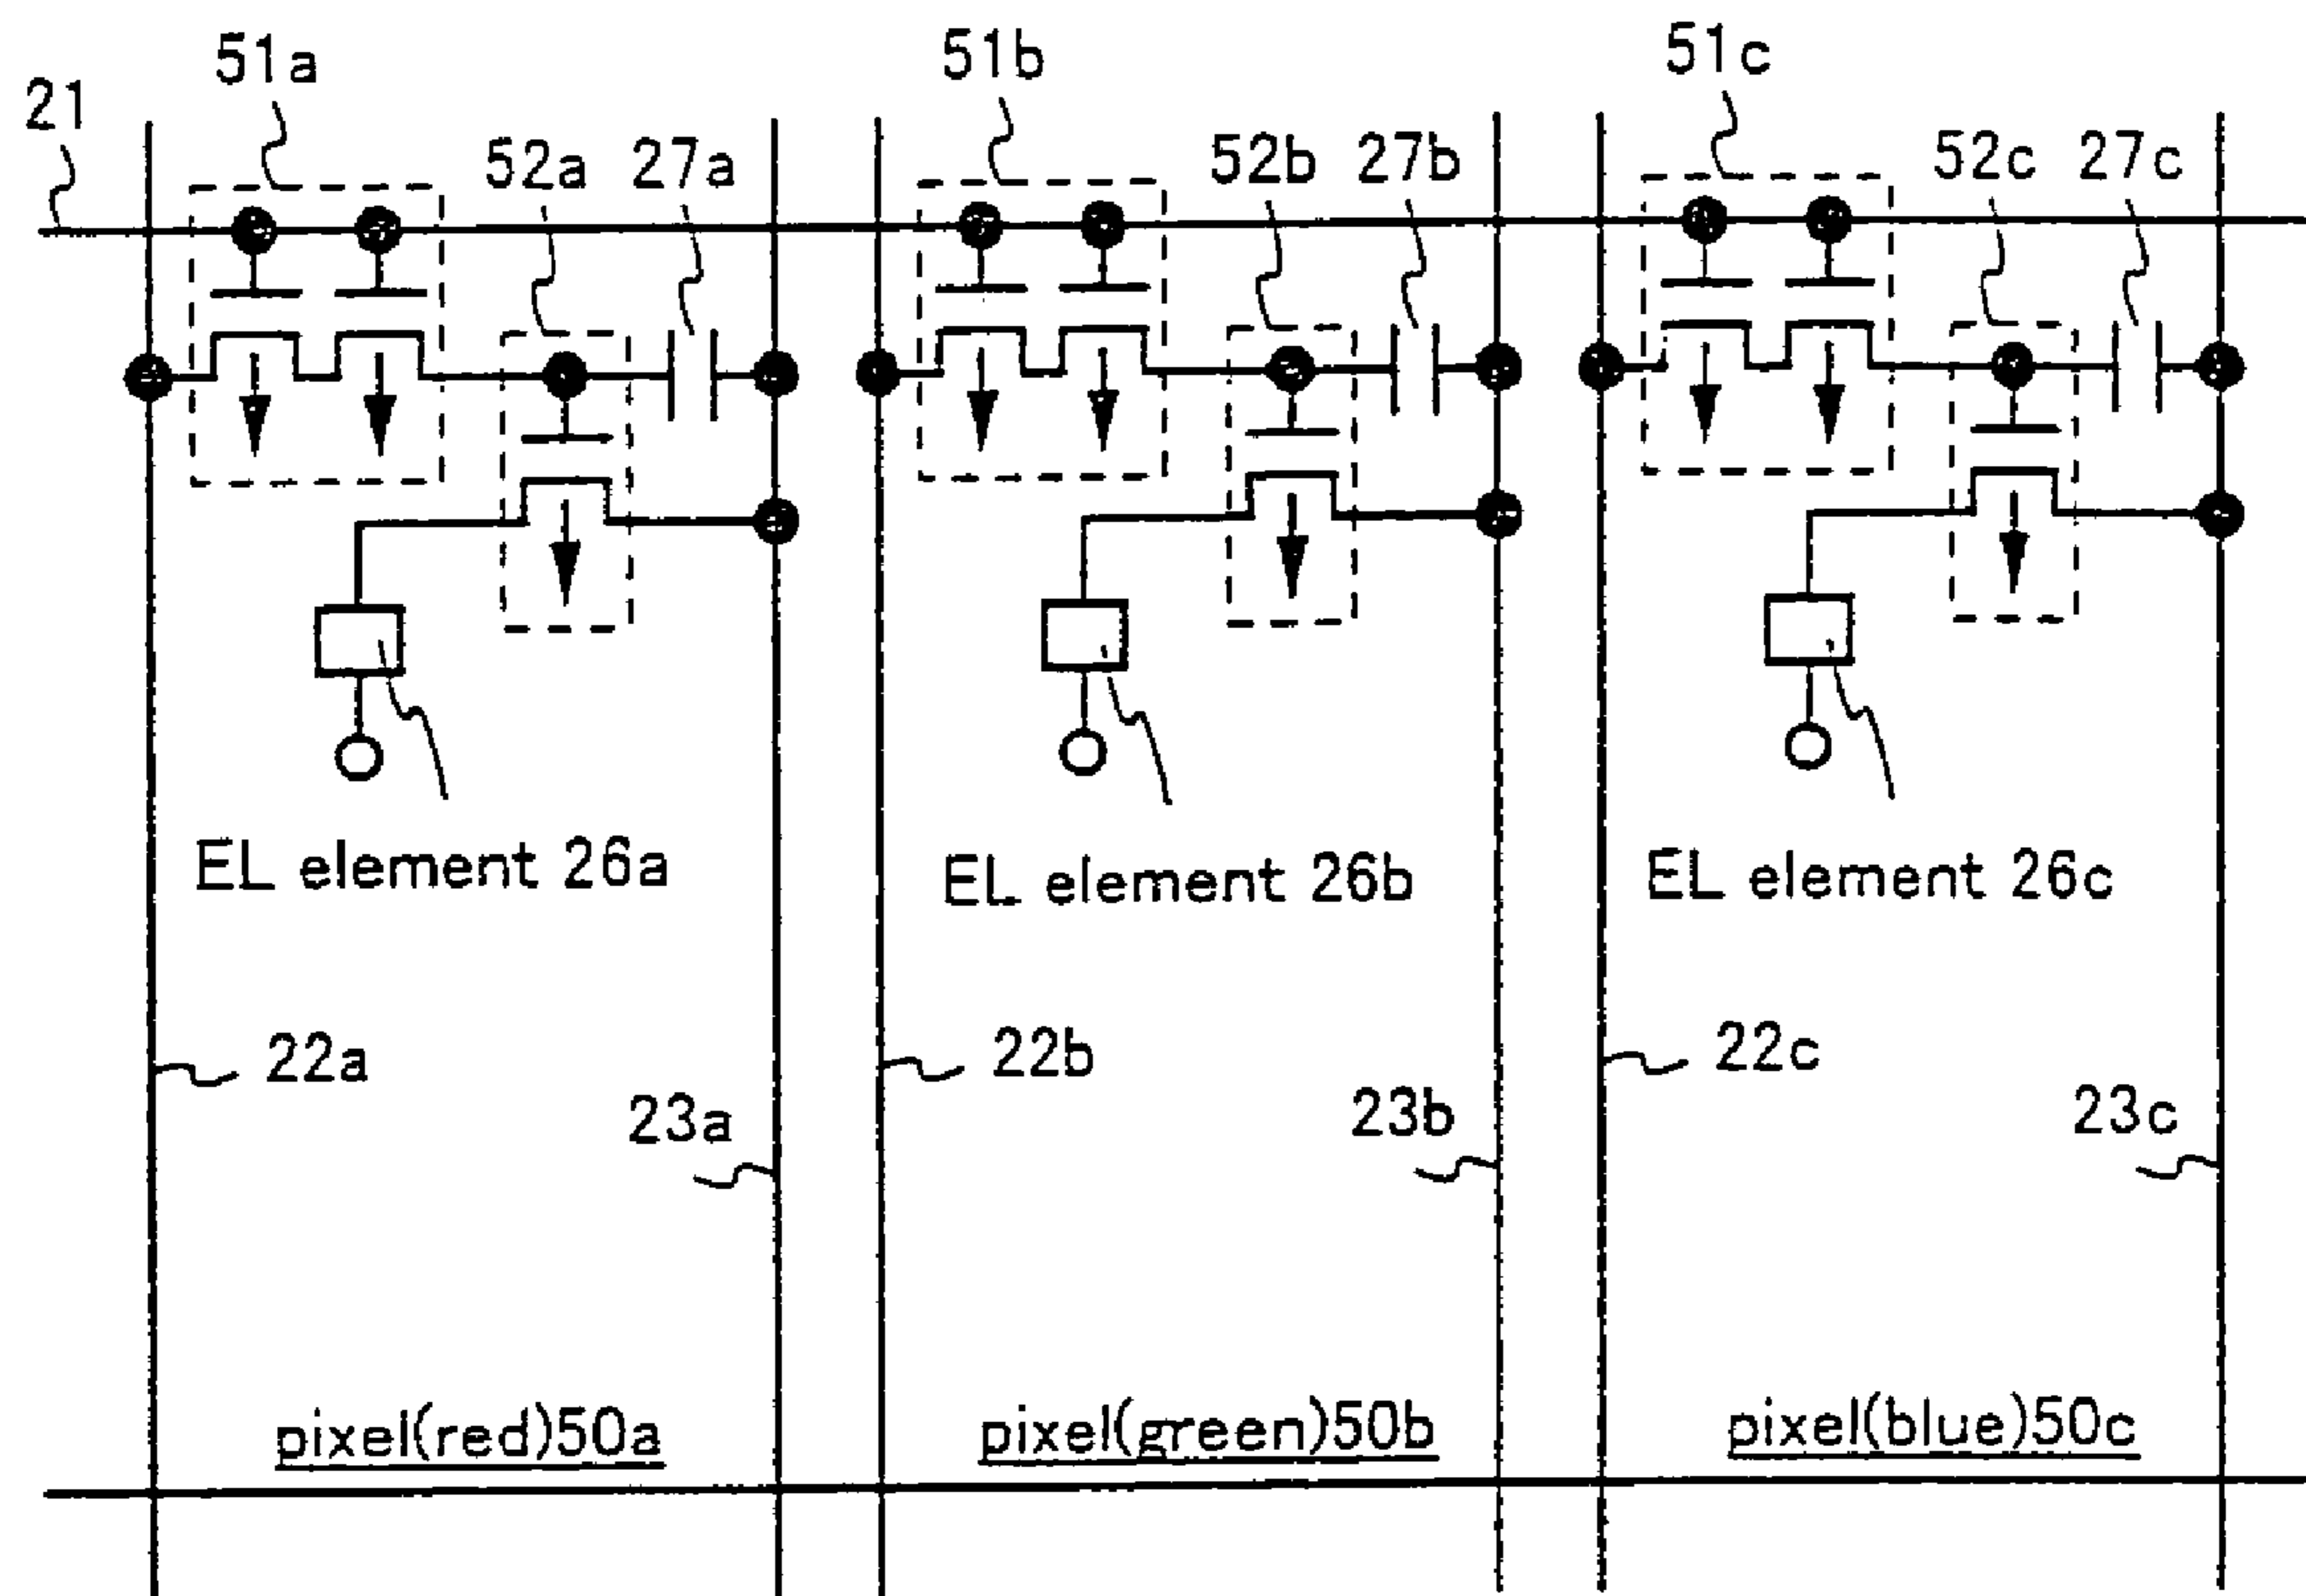 51a
51b
51c
21
52a
27a
52b
27b
52c
27c
EL element 26a
EL element 26b
EL element 26c
22a
22b
22c
23a
23b
23c
pixel(red)50a
pixel(green)50b
pixel(blue)50c